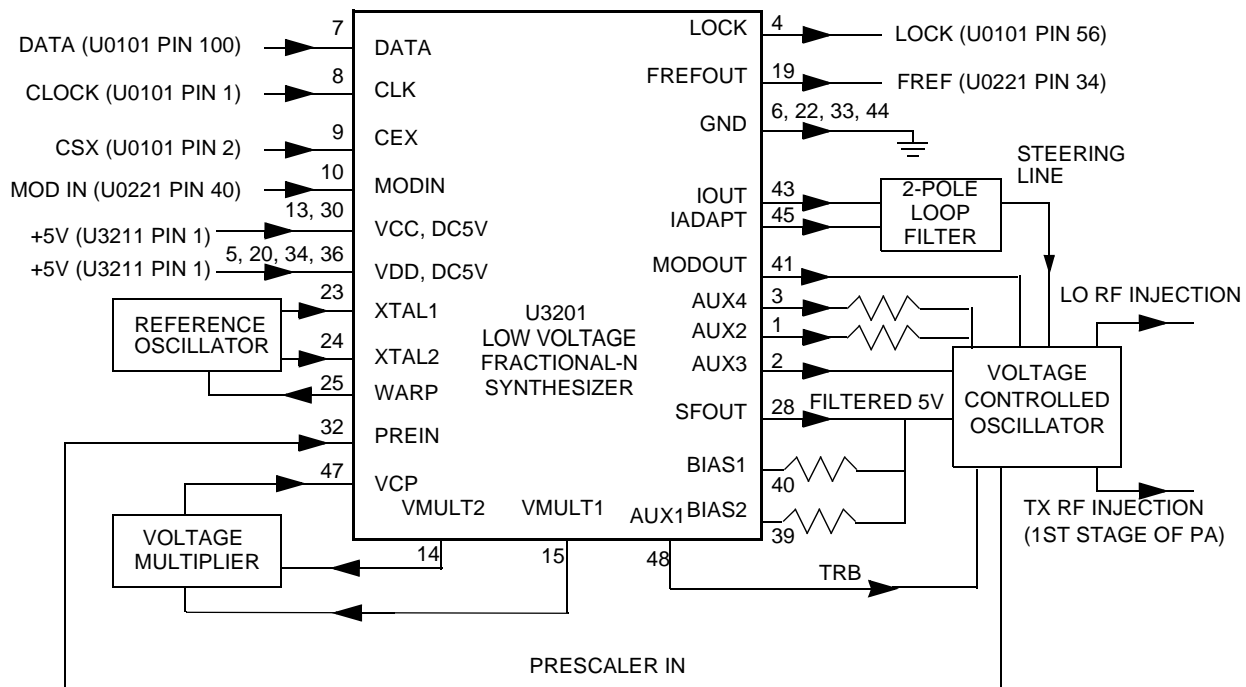 7
DATA (U0101 PIN 100)
DATA
8
CLOCK (U0101 PIN 1)
CLK
9
CSX (U0101 PIN 2)
CEX
10
MOD IN (U0221 PIN 40)
MODIN
13, 30
+5V (U3211 PIN 1)
VCC, DC5V
5, 20, 34, 36
+5V (U3211 PIN 1)
VDD, DC5V
23
XTAL1
REFERENCE
OSCILLATOR
24
XTAL2
25
WARP
32
PREIN
47
VCP
VOLTAGE
MULTIPLIER
VMULT2
14
VMULT1
15
AUX1
48
U3201
LOW VOLTAGE
FRACTIONAL-N
SYNTHESIZER
LOCK
4
LOCK (U0101 PIN 56)
FREFOUT
19
FREF (U0221 PIN 34)
GND
6, 22, 33, 44
STEERING
LINE
IOUT
43
IADAPT
45
2-POLE
LOOP
FILTER
MODOUT
41
AUX4
3
AUX2
1
AUX3
2
SFOUT
28
FILTERED 5V
BIAS1
40
BIAS2
39
LO RF INJECTION
VOLTAGE
CONTROLLED
OSCILLATOR
TX RF INJECTION
(1ST STAGE OF PA)
TRB
PRESCALER IN